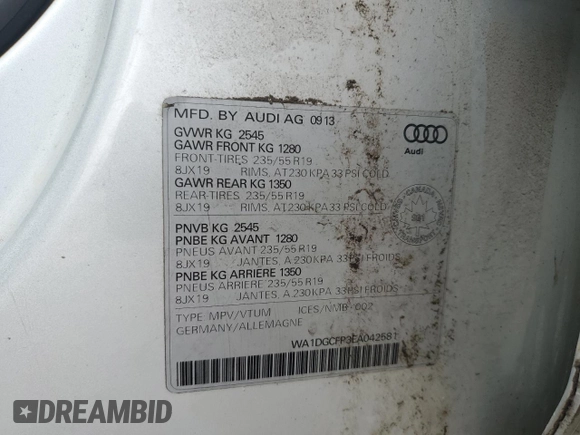 MFD. BY AUDI AG 0913
GVWR KG 2545
GAWR FRONT KG 1280
FRONT-TIRES 235/55 R19
8JX19 RIMS, AT 230 KPA 33 PSI COLD
GAWR REAR KG 1350
REAR-TIRES 235/55 R19
8JX19 RIMS, AT 230 KPA 33 PSI COLD
PNVB KG 2545
PNBE KG AVANT 1280
PNEUS AVANT 235/55 R19
8JX19 JANTES, A 230 KPA 33 PSI FROIDS
PNBE KG ARRIERE 1350
PNEUS ARRIERE 235/55 R19
8JX19 JANTES, A 230 KPA 33 PSI FROIDS
TYPE MPV/VTUM ICES/NMB-002
GERMANY/ALLEMAGNE
WA1DGCFP3EA042581
Audi
CANADA
TRANSPORT
DREAMBID